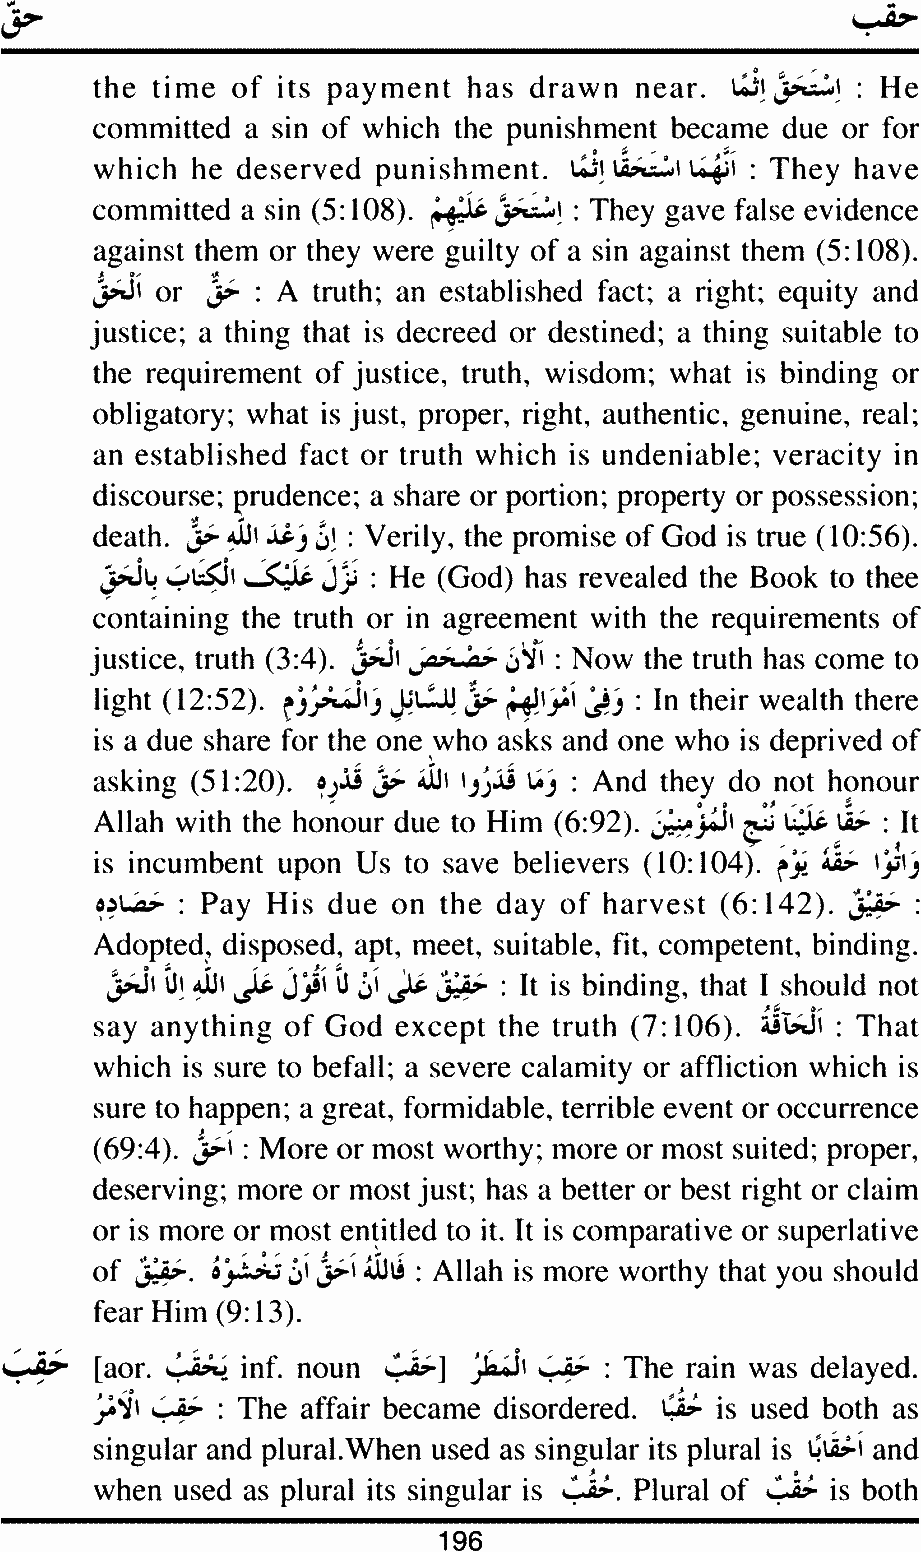 حقّ حقب
the time of its payment has drawn near. اِسْتَحَقَّ اِثْمًا : He
committed a sin of which the punishment became due or for
which he deserved punishment. اَنَّهُمَا اسْتَحَقَّا اِثْمًا : They have
committed a sin (5:108). اِسْتَحَقَّ عَلَيْهِمْ : They gave false evidence
against them or they were guilty of a sin against them (5:108).
اَلْحَقُّ or حَقٌّ : A truth; an established fact; a right; equity and
justice; a thing that is decreed or destined; a thing suitable to
the requirement of justice, truth, wisdom; what is binding or
obligatory; what is just, proper, right, authentic, genuine, real;
an established fact or truth which is undeniable; veracity in
discourse; prudence; a share or portion; property or possession;
death. اِنَّ وَعْدَ اللّٰهِ حَقٌّ : Verily, the promise of God is true (10:56).
نَزَّلَ عَلَيْكَ الْكِتَابَ بِالْحَقِّ : He (God) has revealed the Book to thee
containing the truth or in agreement with the requirements of
justice, truth (3:4). اَلْاٰنَ حَصْحَصَ الْحَقُّ : Now the truth has come to
light (12:52). وَفِىْ اَمْوَالِهِمْ حَقٌّ لِلسَّائِلِ وَالْمَحْرُوْمِ : In their wealth there
is a due share for the one who asks and one who is deprived of
asking (51:20). وَمَا قَدَرُوا اللّٰهَ حَقَّ قَدْرِهٖ : And they do not honour
Allah with the honour due to Him (6:92). حَقًّا عَلَيْنَا نُنْجِ الْمُؤْمِنِيْنَ : It
is incumbent upon Us to save believers (10:104). وَاٰتُوْا حَقَّهٗ يَوْمَ
حَصَادِهٖ : Pay His due on the day of harvest (6:142). حَقِيْقٌ :
Adopted, disposed, apt, meet, suitable, fit, competent, binding.
حَقِيْقٌ عَلٰى اَنْ لَّا اَقُوْلَ عَلَى اللّٰهِ اِلَّا الْحَقَّ : It is binding, that I should not
say anything of God except the truth (7:106). اَلْحَآقَّةُ : That
which is sure to befall; a severe calamity or affliction which is
sure to happen; a great, formidable, terrible event or occurrence
(69:4). اَحَقُّ : More or most worthy; more or most suited; proper,
deserving; more or most just; has a better or best right or claim
or is more or most entitled to it. It is comparative or superlative
of حَقِيْقٌ. فَاللّٰهُ اَحَقُّ اَنْ تَخْشَوْهُ : Allah is more worthy that you should
fear Him (9:13).
حَقِبَ [aor. يَحْقَبُ inf. noun حَقَبٌ] حَقِبَ الْمَطَرُ : The rain was delayed.
حَقِبَ الْاَمْرُ : The affair became disordered. حُقُبًا is used both as
singular and plural.When used as singular its plural is اَحْقَابًا and
when used as plural its singular is حُقُبٌ. Plural of حُقْبٌ is both
196